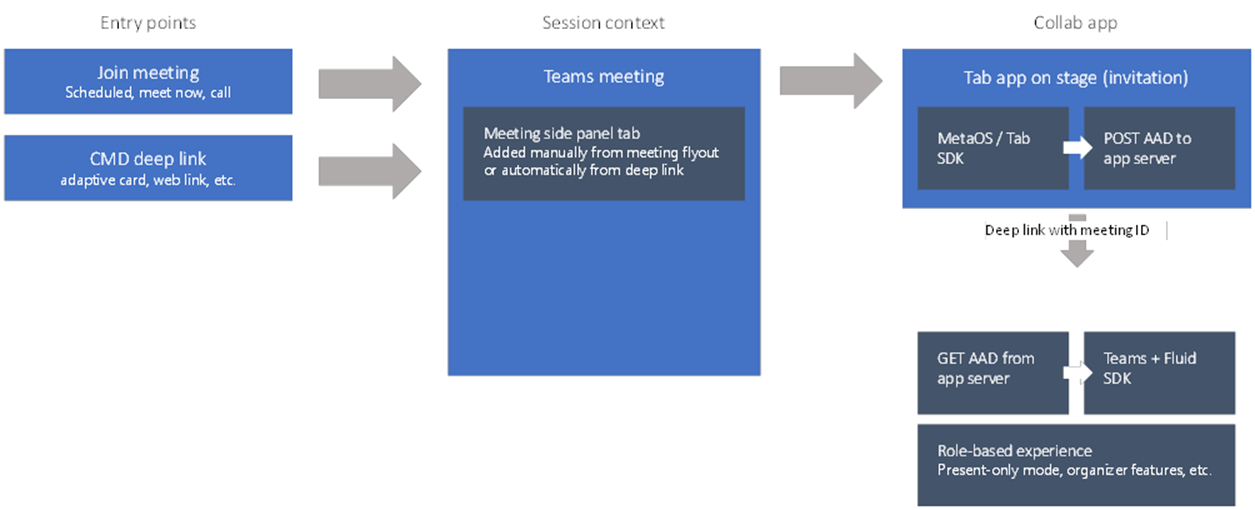 Entry points
Session context
Collab app
Join meeting
Scheduled, meet now, call
CMD deep link
adaptive card, web link, etc.
Teams meeting
Meeting side panel tab
Added manually from meeting flyout
or automatically from deep link
Tab app on stage (invitation)
MetaOS / Tab
SDK
POST AAD to
app server
Deep link with meeting ID
GET AAD from
app server
Teams + Fluid
SDK
Role-based experience
Present-only mode, organizer features, etc.